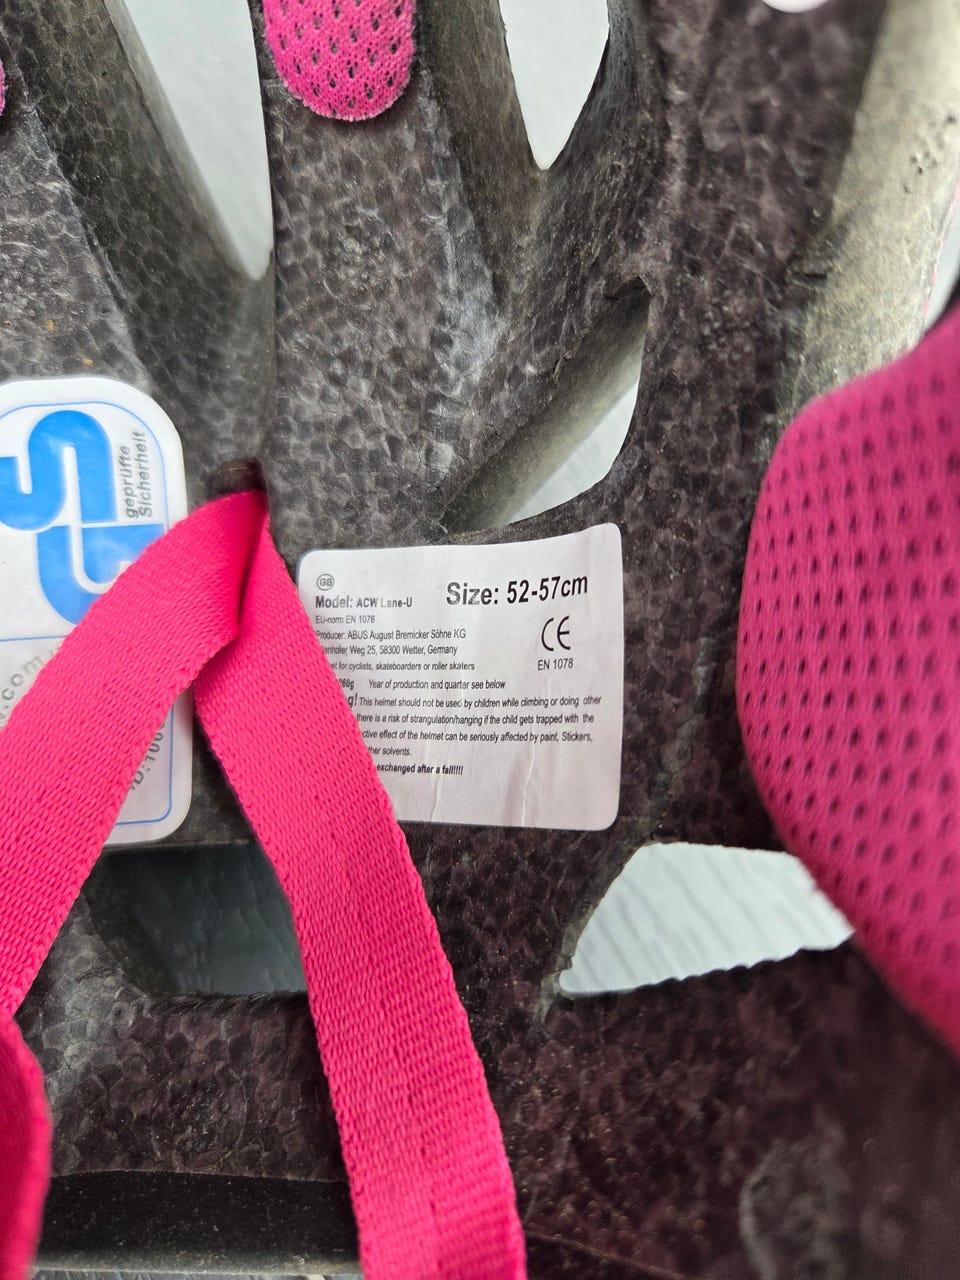 geprüfte
Sicherheit
GB
Model: ACW Lane-U
Size: 52-57cm
EU-norm: EN 1078
Producer: ABUS August Bremicker Söhne KG
Weg 25, 58300 Wetter, Germany
for cyclists, skateboarders or roller skaters
CE
EN 1078
Year of production and quarter see below
This helmet should not be used by children while climbing or doing other
there is a risk of strangulation/hanging if the child gets trapped with the
effect of the helmet can be seriously affected by paint, Stickers,
solvents.
exchanged after a fall!!!!